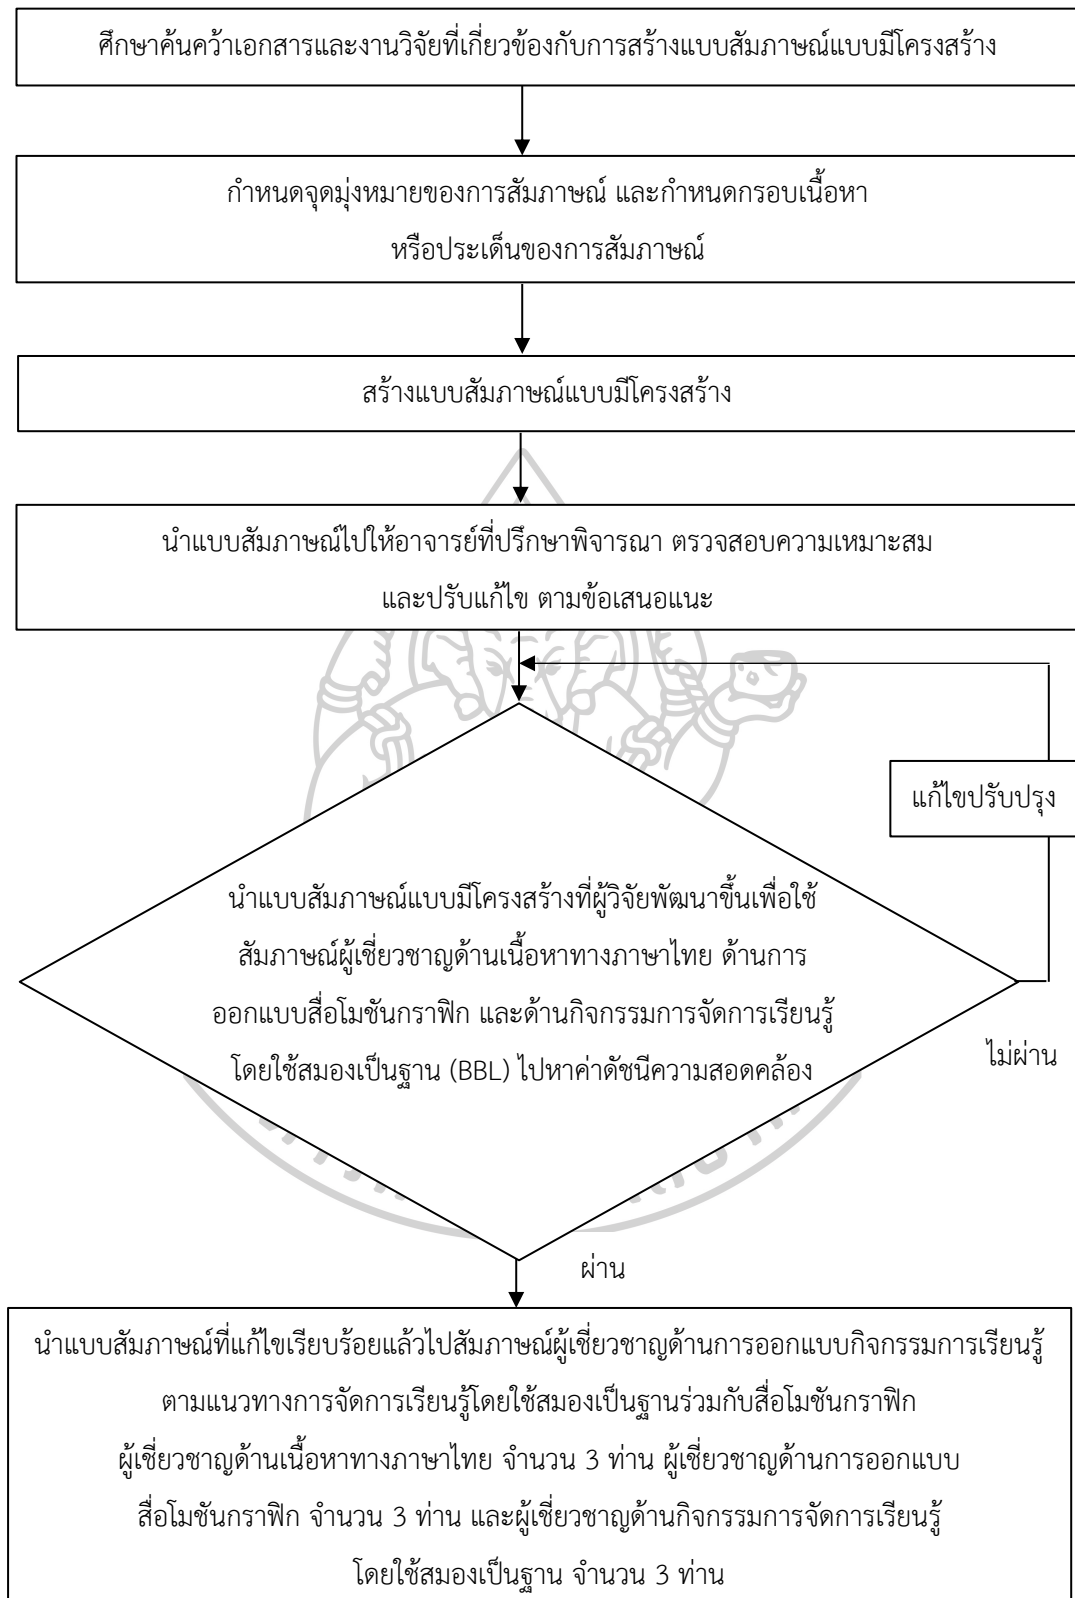 ศึกษาค้นคว้าเอกสารและงานวิจัยที่เกี่ยวข้องกับการสร้างแบบสัมภาษณ์แบบมีโครงสร้าง
กำหนดจุดมุ่งหมายของการสัมภาษณ์ และกำหนดกรอบเนื้อหา
หรือประเด็นของการสัมภาษณ์
สร้างแบบสัมภาษณ์แบบมีโครงสร้าง
นำแบบสัมภาษณ์ไปให้อาจารย์ที่ปรึกษาพิจารณา ตรวจสอบความเหมาะสม
และปรับแก้ไข ตามข้อเสนอแนะ
แก้ไขปรับปรุง
นำแบบสัมภาษณ์แบบมีโครงสร้างที่ผู้วิจัยพัฒนาขึ้นเพื่อใช้
สัมภาษณ์ผู้เชี่ยวชาญด้านเนื้อหาทางภาษาไทย ด้านการ
ออกแบบสื่อโมชันกราฟิก และด้านกิจกรรมการจัดการเรียนรู้
โดยใช้สมองเป็นฐาน (BBL) ไปหาค่าดัชนีความสอดคล้อง
ไม่ผ่าน
ผ่าน
นำแบบสัมภาษณ์ที่แก้ไขเรียบร้อยแล้วไปสัมภาษณ์ผู้เชี่ยวชาญด้านการออกแบบกิจกรรมการเรียนรู้
ตามแนวทางการจัดการเรียนรู้โดยใช้สมองเป็นฐานร่วมกับสื่อโมชันกราฟิก
ผู้เชี่ยวชาญด้านเนื้อหาทางภาษาไทย จำนวน 3 ท่าน ผู้เชี่ยวชาญด้านการออกแบบ
สื่อโมชันกราฟิก จำนวน 3 ท่าน และผู้เชี่ยวชาญด้านกิจกรรมการจัดการเรียนรู้
โดยใช้สมองเป็นฐาน จำนวน 3 ท่าน